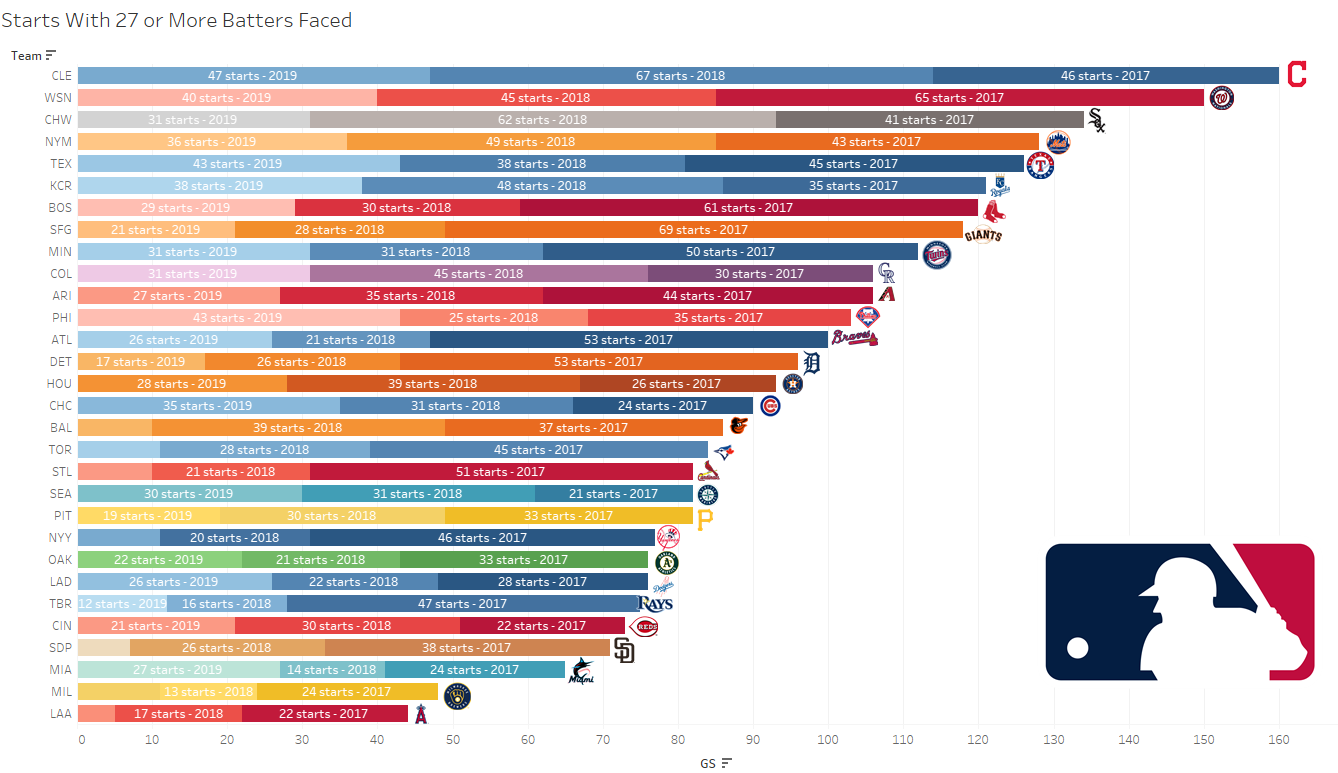 Starts With 27 or More Batters Faced
Team
CLE 47 starts - 2019 67 starts - 2018 46 starts - 2017 C
WSN 40 starts - 2019 45 starts - 2018 65 starts - 2017 W
CHW 31 starts - 2019 62 starts - 2018 41 starts - 2017 Sox
NYM 36 starts - 2019 49 starts - 2018 43 starts - 2017 Mets
TEX 43 starts - 2019 38 starts - 2018 45 starts - 2017 T
KCR 38 starts - 2019 48 starts - 2018 35 starts - 2017 KC Royals
BOS 29 starts - 2019 30 starts - 2018 61 starts - 2017
SFG 21 starts - 2019 28 starts - 2018 69 starts - 2017 GIANTS
MIN 31 starts - 2019 31 starts - 2018 50 starts - 2017 Twins
COL 31 starts - 2019 45 starts - 2018 30 starts - 2017 CR
ARI 27 starts - 2019 35 starts - 2018 44 starts - 2017 A
PHI 43 starts - 2019 25 starts - 2018 35 starts - 2017 Phillies
ATL 26 starts - 2019 21 starts - 2018 53 starts - 2017 Braves
DET 17 starts - 2019 26 starts - 2018 53 starts - 2017 D
HOU 28 starts - 2019 39 starts - 2018 26 starts - 2017 H
CHC 35 starts - 2019 31 starts - 2018 24 starts - 2017 C
BAL 39 starts - 2018 37 starts - 2017
TOR 28 starts - 2018 45 starts - 2017
STL 21 starts - 2018 51 starts - 2017 Cardinals
SEA 30 starts - 2019 31 starts - 2018 21 starts - 2017
PIT 19 starts - 2019 30 starts - 2018 33 starts - 2017 P
NYY 20 starts - 2018 46 starts - 2017 Yankees
OAK 22 starts - 2019 21 starts - 2018 33 starts - 2017 A's
LAD 26 starts - 2019 22 starts - 2018 28 starts - 2017 Dodgers
TBR 12 starts - 2019 16 starts - 2018 47 starts - 2017 RAYS
CIN 21 starts - 2019 30 starts - 2018 22 starts - 2017 REDS
SDP 26 starts - 2018 38 starts - 2017 SD
MIA 27 starts - 2019 14 starts - 2018 24 starts - 2017 Miami
MIL 13 starts - 2018 24 starts - 2017
LAA 17 starts - 2018 22 starts - 2017 A
0 10 20 30 40 50 60 70 80 90 100 110 120 130 140 150 160
GS